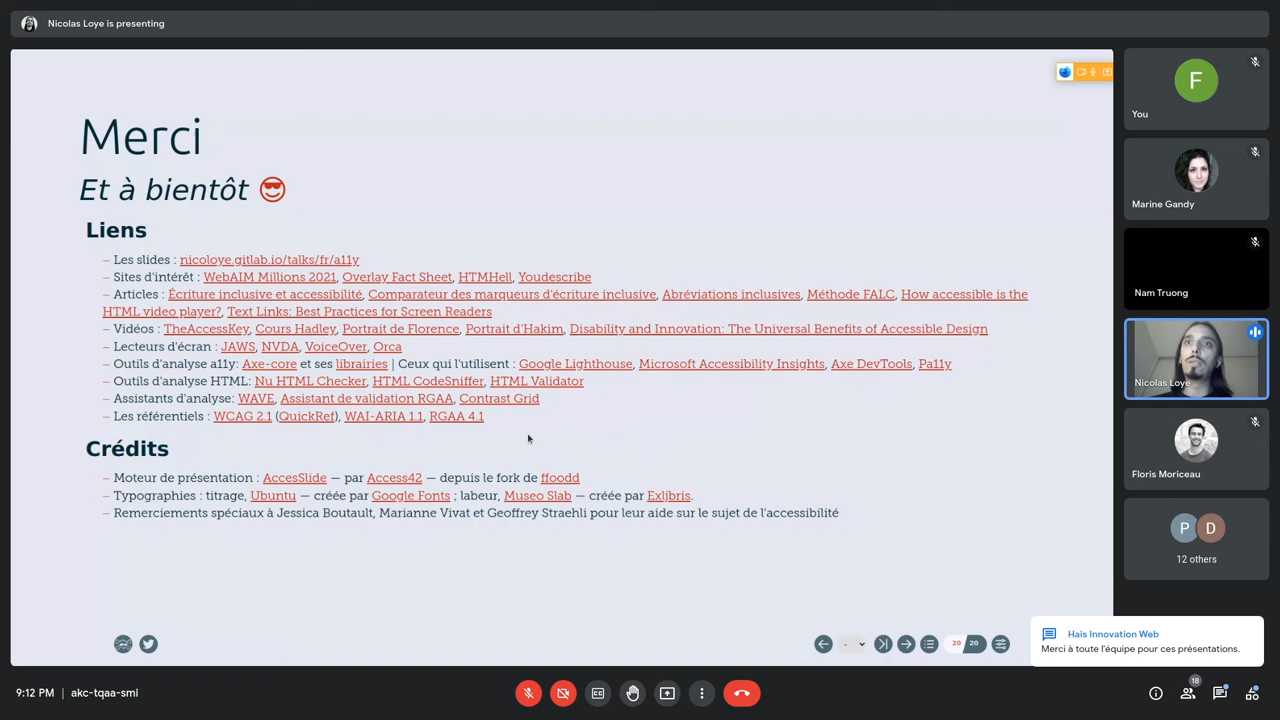 Nicolas Loye is presenting
Merci
Et à bientôt 😎
Liens
– Les slides : nicoloye.gitlab.io/talks/fr/a11y
– Sites d'intérêt : WebAIM Millions 2021, Overlay Fact Sheet, HTMHell, Youdescribe
– Articles : Écriture inclusive et accessibilité, Comparateur des marqueurs d'écriture inclusive, Abréviations inclusives, Méthode FALC, How accessible is the
HTML video player?, Text Links: Best Practices for Screen Readers
– Vidéos : TheAccessKey, Cours Hadley, Portrait de Florence, Portrait d'Hakim, Disability and Innovation: The Universal Benefits of Accessible Design
– Lecteurs d'écran : JAWS, NVDA, VoiceOver, Orca
– Outils d'analyse a11y: Axe-core et ses librairies | Ceux qui l'utilisent : Google Lighthouse, Microsoft Accessibility Insights, Axe DevTools, Pa11y
– Outils d'analyse HTML: Nu HTML Checker, HTML CodeSniffer, HTML Validator
– Assistants d'analyse: WAVE, Assistant de validation RGAA, Contrast Grid
– Les référentiels : WCAG 2.1 (QuickRef), WAI-ARIA 1.1, RGAA 4.1
Crédits
– Moteur de présentation : AccesSlide — par Access42 — depuis le fork de ffoodd
– Typographies : titrage, Ubuntu — créée par Google Fonts ; labeur, Museo Slab — créée par Exljbris.
– Remerciements spéciaux à Jessica Boutault, Marianne Vivat et Geoffrey Straehli pour leur aide sur le sujet de l'accessibilité
- 20 20
F
You
Marine Gandy
Nam Truong
Nicolas Loye
Floris Moriceau
P D
12 others
Hais Innovation Web
Merci à toute l'équipe pour ces présentations.
9:12 PM | akc-tqaa-smi
CC
18